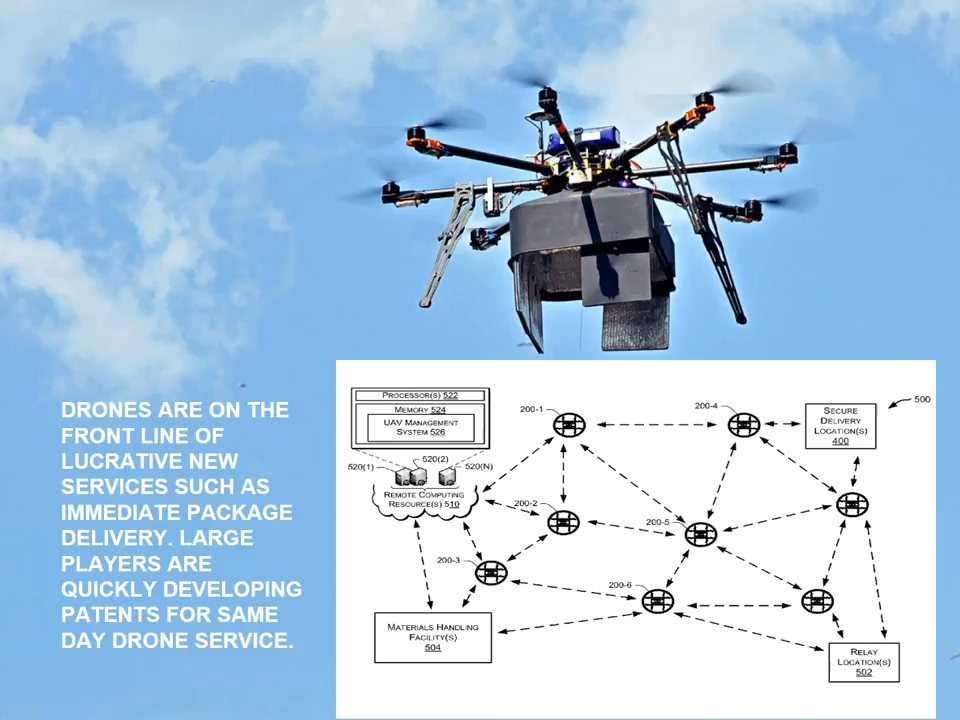 DRONES ARE ON THE
FRONT LINE OF
LUCRATIVE NEW
SERVICES SUCH AS
IMMEDIATE PACKAGE
DELIVERY. LARGE
PLAYERS ARE
QUICKLY DEVELOPING
PATENTS FOR SAME
DAY DRONE SERVICE.
PROCESSOR(S) 522
MEMORY 524
UAV MANAGEMENT
SYSTEM 526
520(1)
520(2)
520(N)
REMOTE COMPUTING
RESOURCE(S) 510
200-1
200-4
SECURE
DELIVERY
LOCATION(S)
400
500
200-2
200-5
200-3
200-6
MATERIALS HANDLING
FACILITY(S)
504
RELAY
LOCATION(S)
502